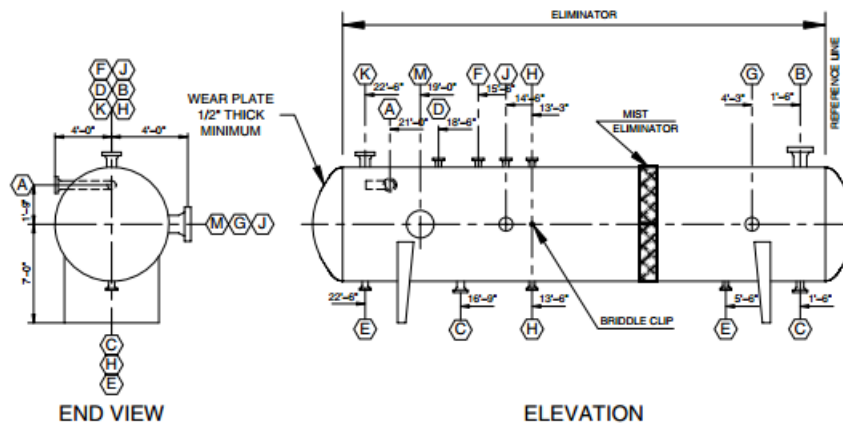 ELIMINATOR
K M F J H G B
22'-6" 19'-0" 15'-6" 14'-6" 13'-3" 4'-3" 1'-6"
A D
21'-0" 18'-6"
REFERENCE LINE
WEAR PLATE
1/2" THICK
MINIMUM
MIST
ELIMINATOR
F J
D B
K H
4'-0" 4'-0"
A
1'-9"
M G J
7'-0"
22'-6" 16'-9" 13'-6" 5'-6" 1'-6"
E C H E C
BRIDDLE CLIP
C
H
E
END VIEW
ELEVATION